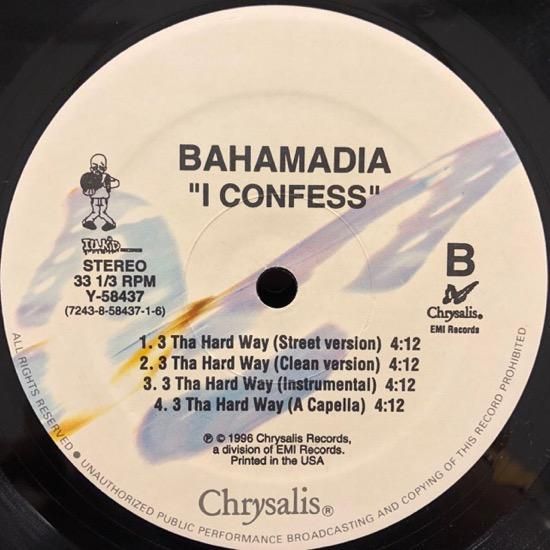 BAHAMADIA
"I CONFESS"
ILL KID RECORDS
STEREO
33 1/3 RPM
Y-58437
(7243-8-58437-1-6)
B
Chrysalis®
EMI Records
1. 3 Tha Hard Way (Street version) 4:12
2. 3 Tha Hard Way (Clean version) 4:12
3. 3 Tha Hard Way (Instrumental) 4:12
4. 3 Tha Hard Way (A Capella) 4:12
℗ © 1996 Chrysalis Records,
a division of EMI Records.
Printed in the USA
Chrysalis®
ALL RIGHTS RESERVED ● UNAUTHORIZED PUBLIC PERFORMANCE BROADCASTING AND COPYING OF THIS RECORD PROHIBITED